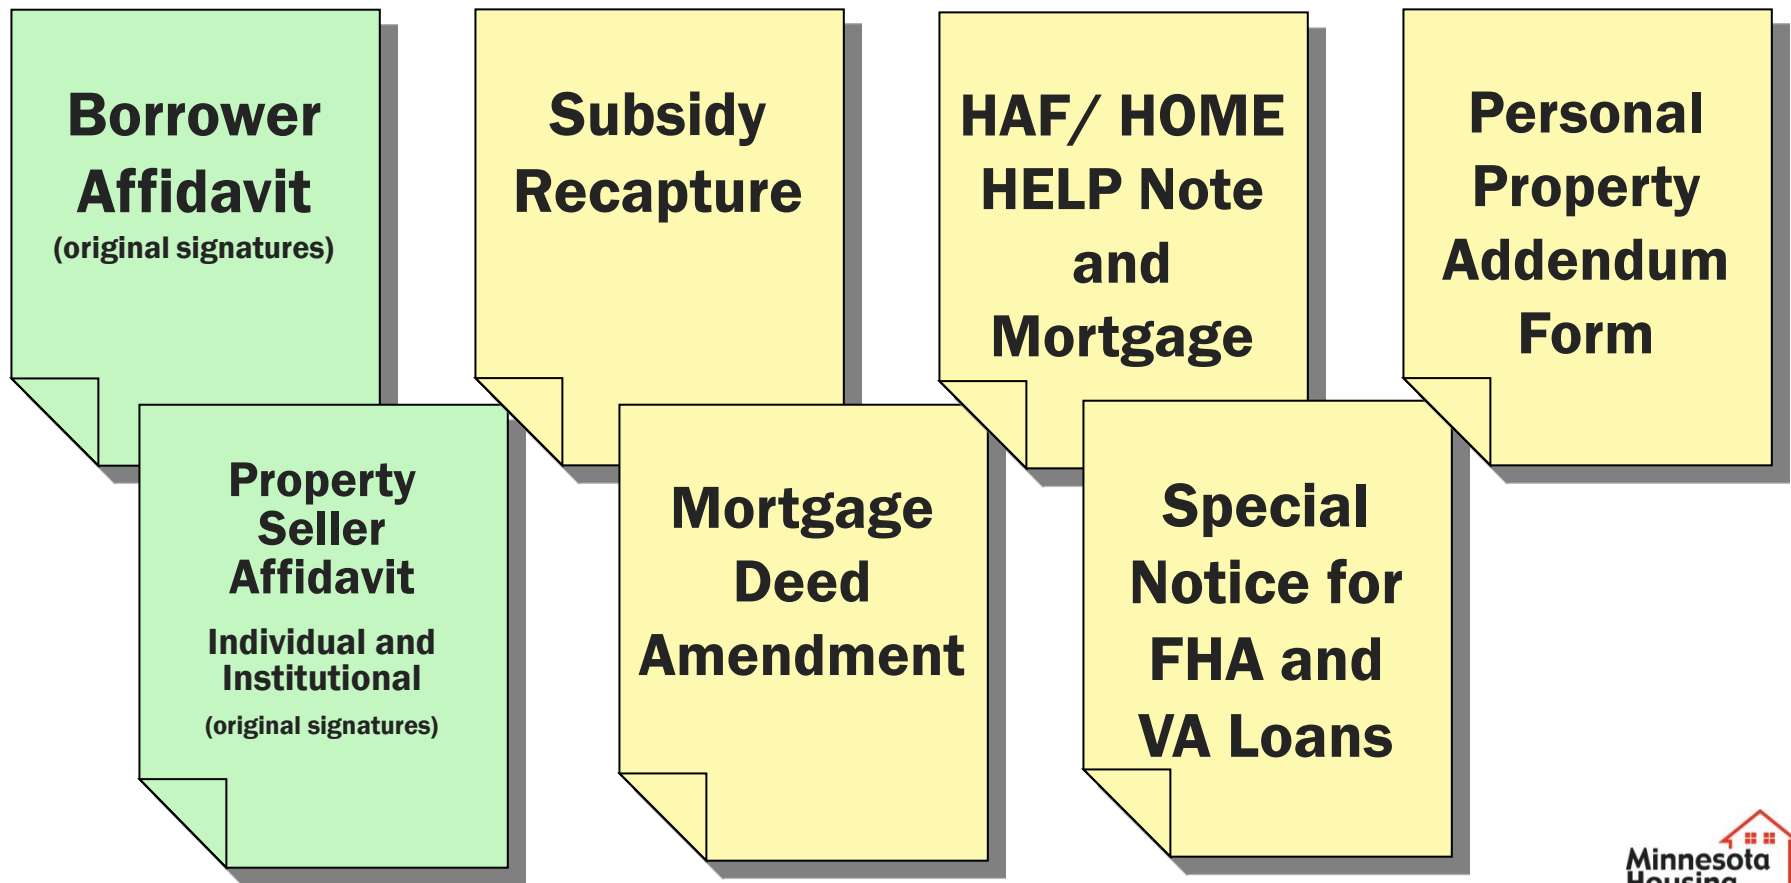 Borrower
Affidavit
(original signatures)
Subsidy
Recapture
HAF/ HOME
HELP Note
and
Mortgage
Personal
Property
Addendum
Form
Property
Seller
Affidavit
Individual and
Institutional
(original signatures)
Mortgage
Deed
Amendment
Special
Notice for
FHA and
VA Loans
Minnesota
Housing